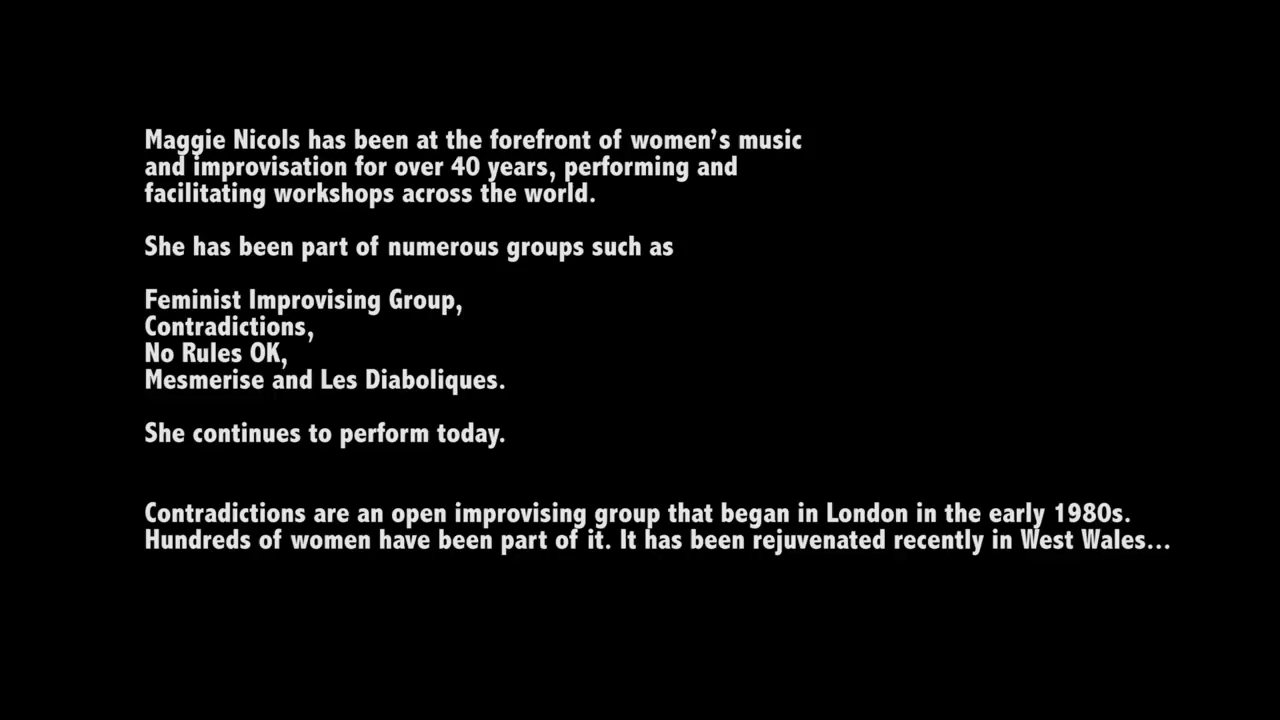 Maggie Nicols has been at the forefront of women’s music
and improvisation for over 40 years, performing and
facilitating workshops across the world.
She has been part of numerous groups such as
Feminist Improvising Group,
Contradictions,
No Rules OK,
Mesmerise and Les Diaboliques.
She continues to perform today.
Contradictions are an open improvising group that began in London in the early 1980s.
Hundreds of women have been part of it. It has been rejuvenated recently in West Wales...